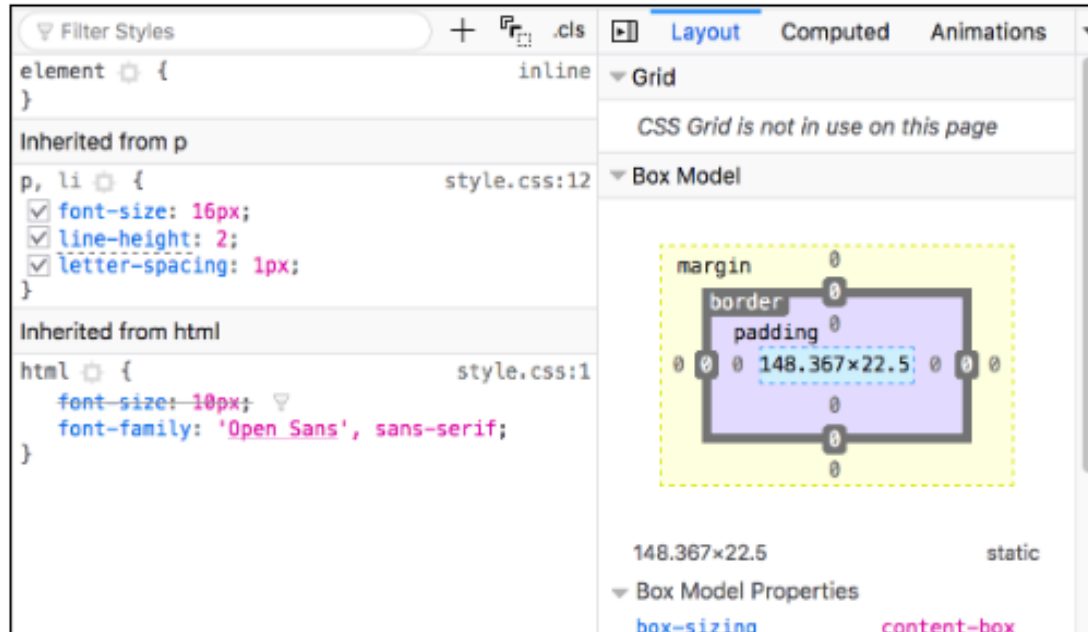 Filter Styles
+ .cls
element { inline
}
Inherited from p
p, li { style.css:12
font-size: 16px;
line-height: 2;
letter-spacing: 1px;
}
Inherited from html
html { style.css:1
font-size: 10px;
font-family: 'Open Sans', sans-serif;
}
Layout Computed Animations
Grid
CSS Grid is not in use on this page
Box Model
margin 0
border 0
padding 0
0 0 0 148.367×22.5 0 0 0
0
0
0
148.367×22.5 static
Box Model Properties
box-sizing content-box